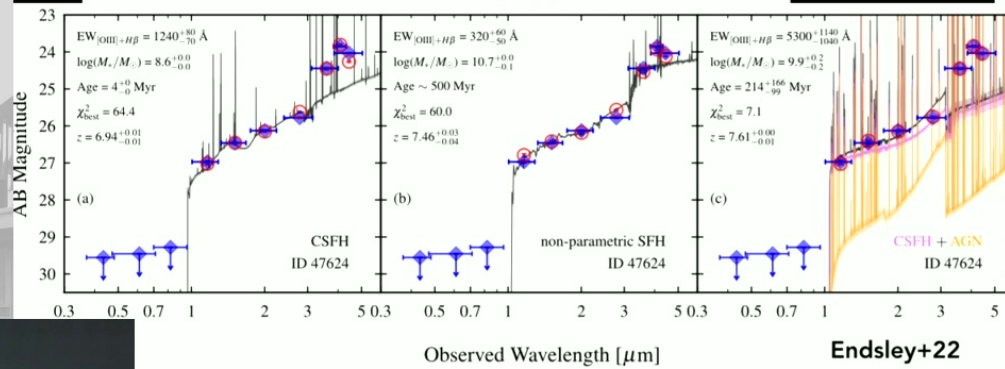 23
24
25
26
27
28
29
30
AB Magnitude
EW[OIII]+Hβ = 1240 +80 −70 Å
log(M*/M☉) = 8.6 +0.0 −0.0
Age = 4 +0 −0 Myr
χ²best = 64.4
z = 6.94 +0.01 −0.01
(a)
CSFH
ID 47624
EW[OIII]+Hβ = 320 +60 −50 Å
log(M*/M☉) = 10.7 +0.0 −0.1
Age ~ 500 Myr
χ²best = 60.0
z = 7.46 +0.03 −0.04
(b)
non-parametric SFH
ID 47624
EW[OIII]+Hβ = 5300 +1140 −1040 Å
log(M*/M☉) = 9.9 +0.2
Age = 214 +166 −99 Myr
χ²best = 7.1
z = 7.61 +0.00 −0.01
(c)
CSFH + AGN
ID 47624
0.3 0.5 0.7 1 2 3 5 0.3 0.5 0.7 1 2 3 5 0.3 0.5 0.7 1 2 3 5
Observed Wavelength [μm]
Endsley+22